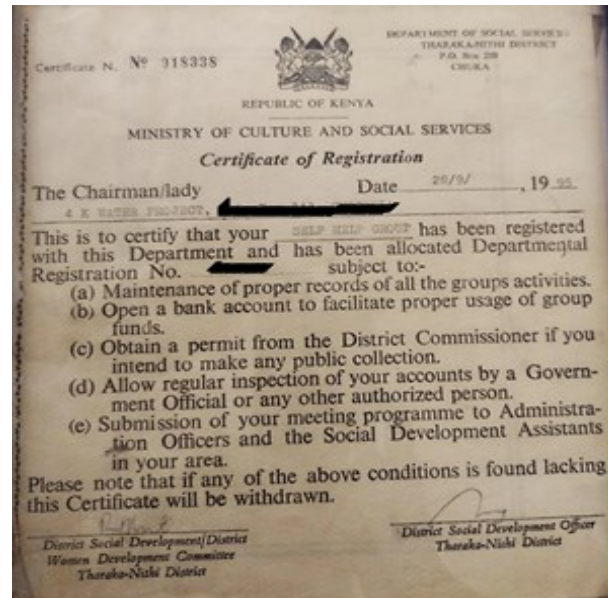 DEPARTMENT OF SOCIAL SERVICES
THARAKA-NITHI DISTRICT
P.O. Box 200
CHUKA
Certificate N. Nº 018338
REPUBLIC OF KENYA
MINISTRY OF CULTURE AND SOCIAL SERVICES
Certificate of Registration
The Chairman/lady Date 28/9/ , 19 95
4 K WATER PROJECT,
This is to certify that your SELF HELP GROUP has been registered
with this Department and has been allocated Departmental
Registration No. subject to:-
(a) Maintenance of proper records of all the groups activities.
(b) Open a bank account to facilitate proper usage of group
funds.
(c) Obtain a permit from the District Commissioner if you
intend to make any public collection.
(d) Allow regular inspection of your accounts by a Govern-
ment Official or any other authorized person.
(e) Submission of your meeting programme to Administra-
tion Officers and the Social Development Assistants
in your area.
Please note that if any of the above conditions is found lacking
this Certificate will be withdrawn.
District Social Development/District
Women Development Committee
Tharaka-Nithi District
District Social Development Officer
Tharaka-Nithi District